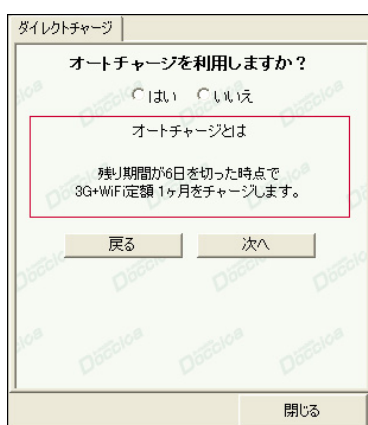 ダイレクトチャージ
オートチャージを利用しますか？
はい いいえ
オートチャージとは
残り期間が6日を切った時点で
3G+WiFi定額1ヶ月をチャージします。
戻る 次へ
閉じる
Doccica